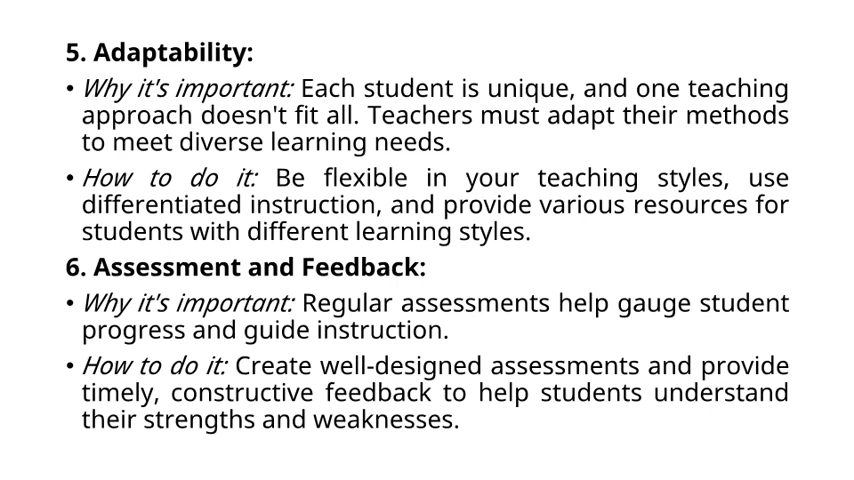 5. Adaptability:
• Why it's important: Each student is unique, and one teaching
approach doesn't fit all. Teachers must adapt their methods
to meet diverse learning needs.
• How to do it: Be flexible in your teaching styles, use
differentiated instruction, and provide various resources for
students with different learning styles.
6. Assessment and Feedback:
• Why it's important: Regular assessments help gauge student
progress and guide instruction.
• How to do it: Create well-designed assessments and provide
timely, constructive feedback to help students understand
their strengths and weaknesses.